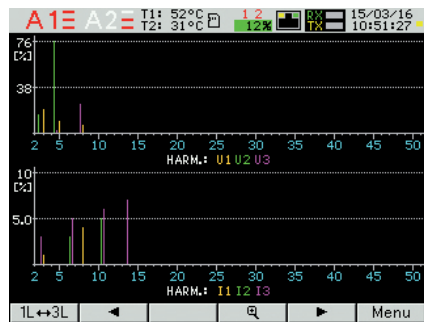 A1 A2 T1: 52°C 1 2 RX 15/03/16
T2: 31°C 12% TX 10:51:27
76
[%]
38
2 5 10 15 20 25 30 35 40 45 50
HARM.: U1 U2 U3
10
[%]
5.0
2 5 10 15 20 25 30 35 40 45 50
HARM.: I1 I2 I3
1L↔3L ◄ ► Menu